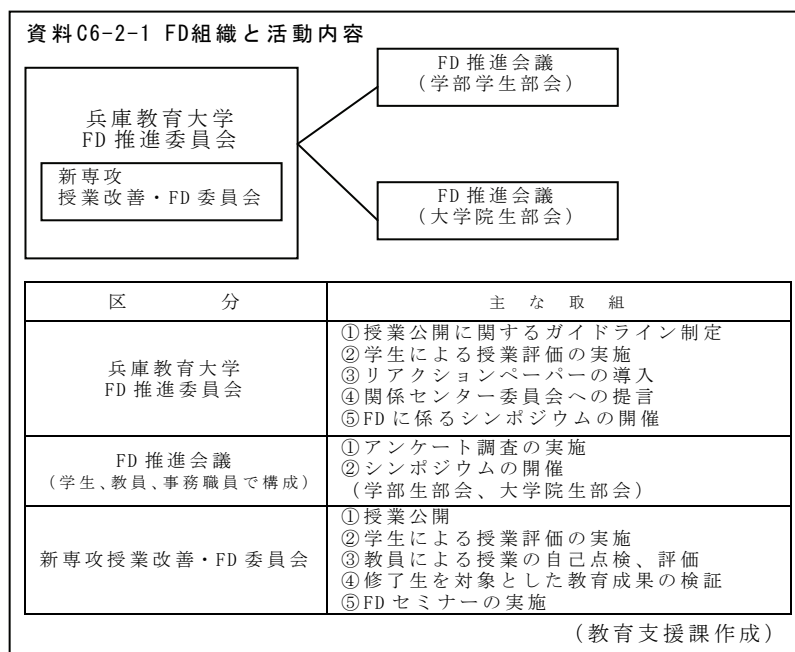 資料C6-2-1 FD組織と活動内容
兵庫教育大学
FD推進委員会
新専攻
授業改善・FD委員会
FD推進会議
(学部学生部会)
FD推進会議
(大学院生部会)
区 分
主 な 取 組
兵庫教育大学
FD推進委員会
①授業公開に関するガイドライン制定
②学生による授業評価の実施
③リアクションペーパーの導入
④関係センター委員会への提言
⑤FDに係るシンポジウムの開催
FD推進会議
(学生、教員、事務職員で構成)
①アンケート調査の実施
②シンポジウムの開催
(学部生部会、大学院生部会)
新専攻授業改善・FD委員会
①授業公開
②学生による授業評価の実施
③教員による授業の自己点検、評価
④修了生を対象とした教育成果の検証
⑤FDセミナーの実施
(教育支援課作成)